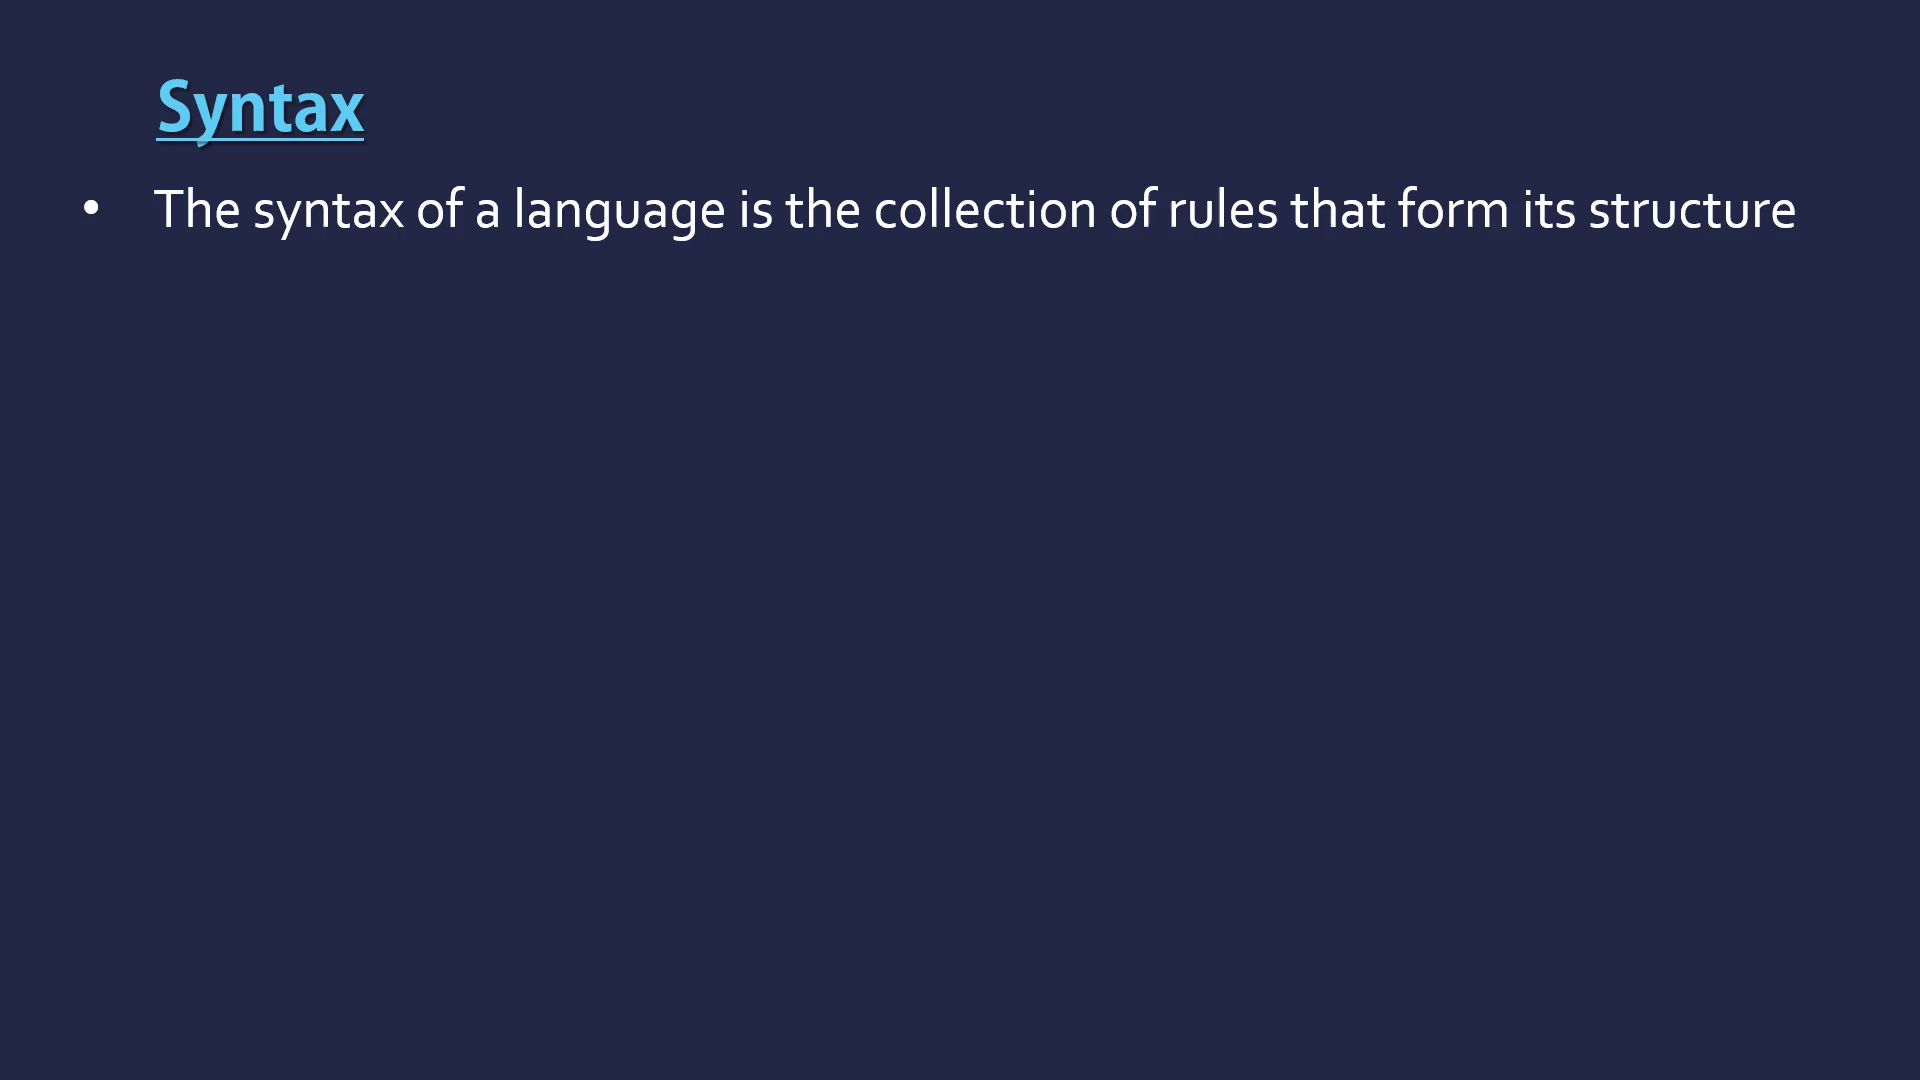 Syntax
• The syntax of a language is the collection of rules that form its structure